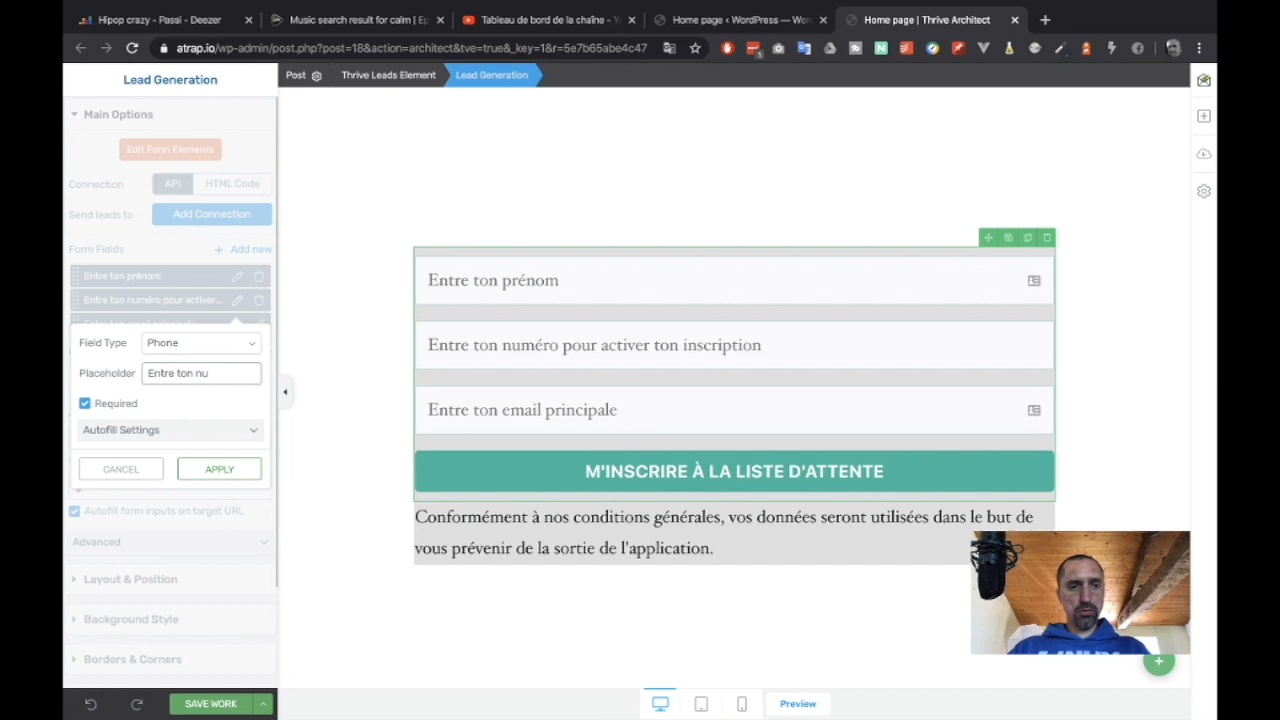 Hipop crazy - Passi - Deezer
Music search result for calm | Ep
Tableau de bord de la chaîne - Y
Home page ‹ WordPress — Wor
Home page | Thrive Architect
atrap.io/wp-admin/post.php?post=18&action=architect&tve=true&_key=1&r=5e7b65abe4c47
Lead Generation
Post
Thrive Leads Element
Lead Generation
Main Options
Edit Form Elements
Connection
API
HTML Code
Send leads to
Add Connection
Form Fields
+ Add new
Entre ton prénom
Entre ton numéro pour activer...
Field Type
Phone
Placeholder
Entre ton nu
Required
Autofill Settings
CANCEL
APPLY
Autofill form inputs on target URL
Advanced
Layout & Position
Background Style
Borders & Corners
SAVE WORK
Entre ton prénom
Entre ton numéro pour activer ton inscription
Entre ton email principale
M'INSCRIRE À LA LISTE D'ATTENTE
Conformément à nos conditions générales, vos données seront utilisées dans le but de
vous prévenir de la sortie de l'application.
Preview